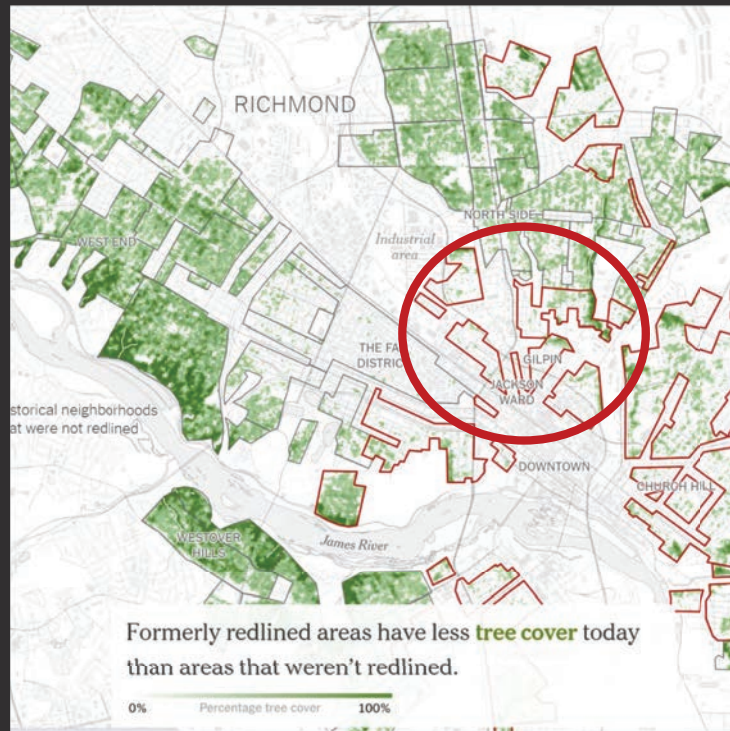 RICHMOND
NORTH SIDE
Industrial
area
WEST END
THE FA
DISTRIC
GILPIN
JACKSON
WARD
storical neighborhoods
at were not redlined
DOWNTOWN
CHURCH HILL
WESTOVER
HILLS
James River
Formerly redlined areas have less tree cover today
than areas that weren't redlined.
0% Percentage tree cover 100%